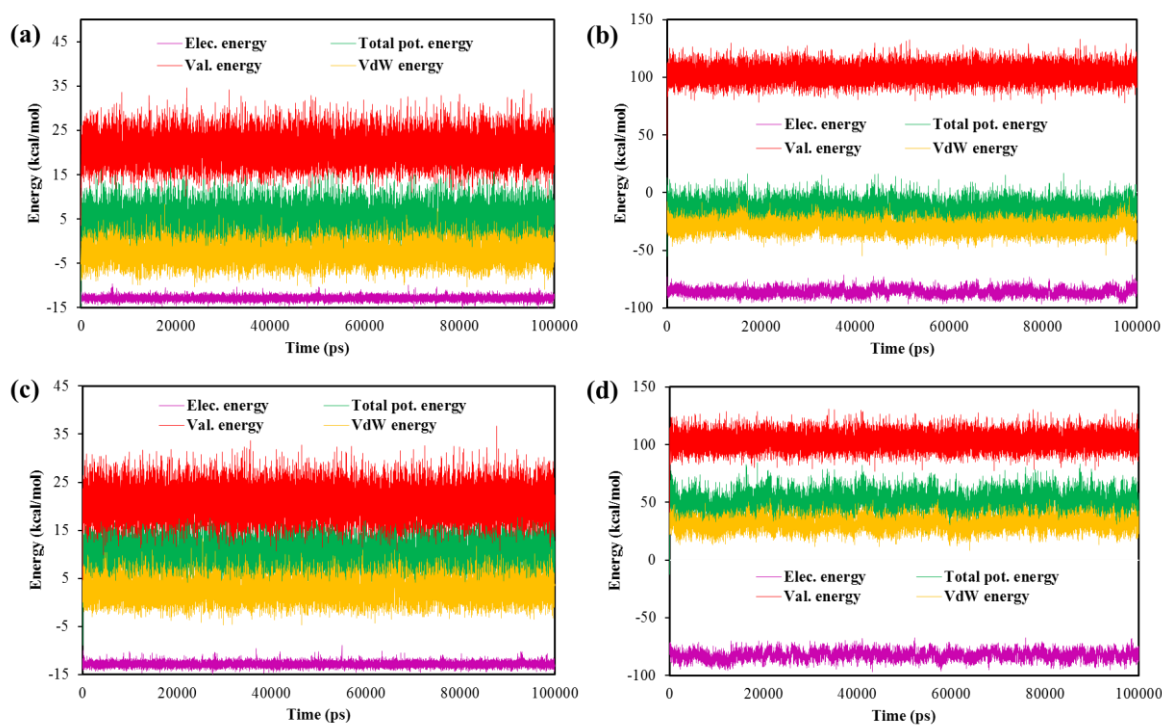 (a)
45
35
25
15
5
-5
-15
Energy (kcal/mol)
Elec. energy Total pot. energy
Val. energy VdW energy
0 20000 40000 60000 80000 100000
Time (ps)
(b)
150
100
50
0
-50
-100
Energy (kcal/mol)
Elec. energy Total pot. energy
Val. energy VdW energy
0 20000 40000 60000 80000 100000
Time (ps)
(c)
45
35
25
15
5
-5
-15
Energy (kcal/mol)
Elec. energy Total pot. energy
Val. energy VdW energy
0 20000 40000 60000 80000 100000
Time (ps)
(d)
150
100
50
0
-50
-100
Energy (kcal/mol)
Elec. energy Total pot. energy
Val. energy VdW energy
0 20000 40000 60000 80000 100000
Time (ps)